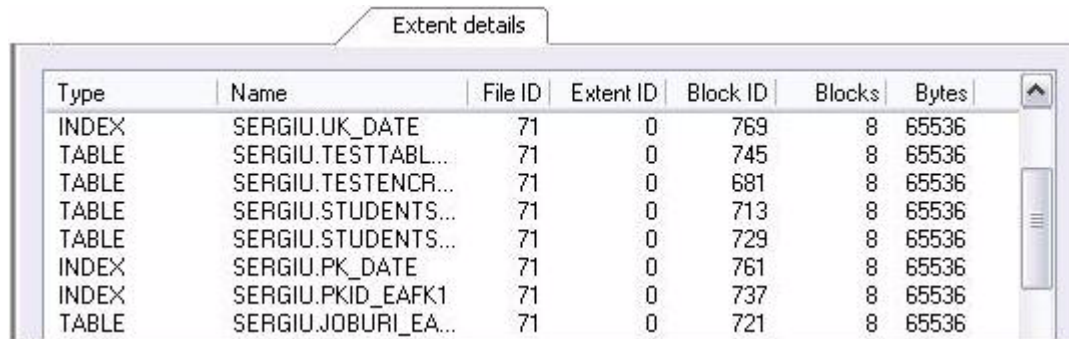 Extent details
Type Name File ID Extent ID Block ID Blocks Bytes
INDEX SERGIU.UK_DATE 71 0 769 8 65536
TABLE SERGIU.TESTTABL... 71 0 745 8 65536
TABLE SERGIU.TESTENCR... 71 0 681 8 65536
TABLE SERGIU.STUDENTS... 71 0 713 8 65536
TABLE SERGIU.STUDENTS... 71 0 729 8 65536
INDEX SERGIU.PK_DATE 71 0 761 8 65536
INDEX SERGIU.PKID_EAFK1 71 0 737 8 65536
TABLE SERGIU.JOBURI_EA... 71 0 721 8 65536